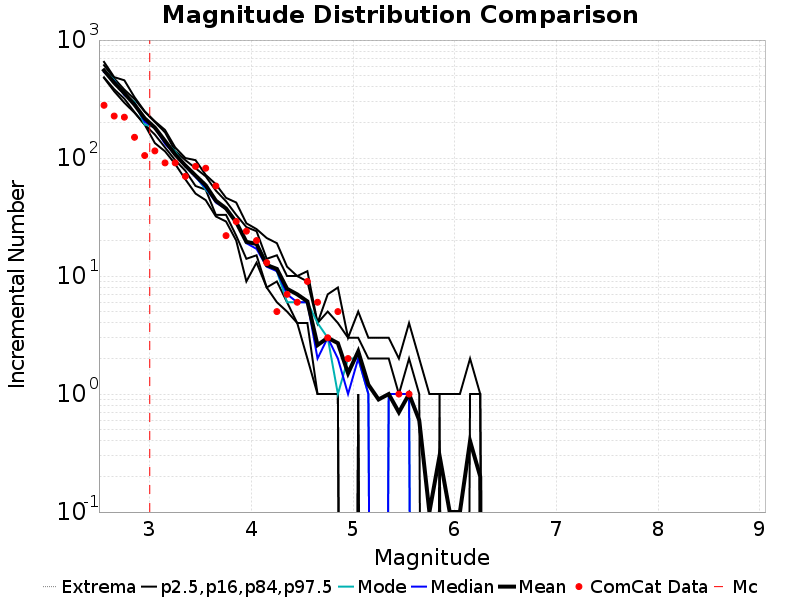 Magnitude Distribution Comparison
Incremental Number
10^3
10^2
10^1
10^0
10^-1
3 4 5 6 7 8 9
Magnitude
Extrema p2.5,p16,p84,p97.5 Mode Median Mean ComCat Data Mc